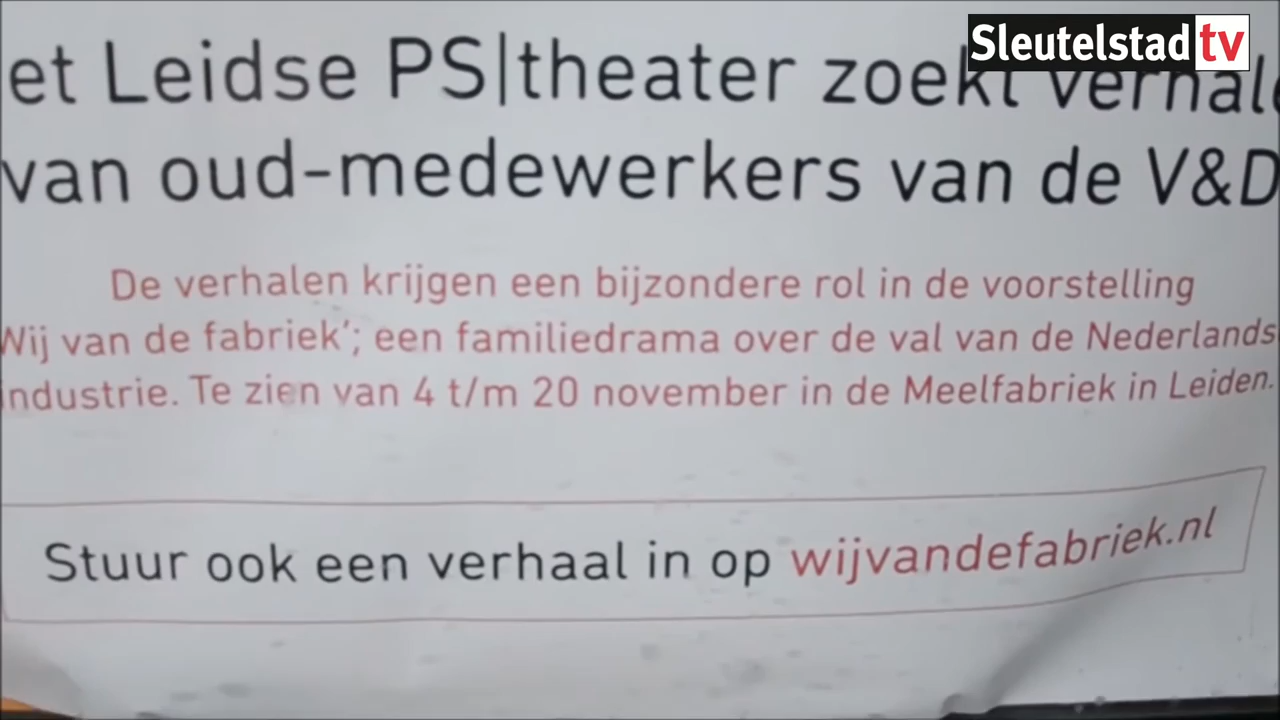 Sleutelstad tv
et Leidse PS|theater zoekt verhale
van oud-medewerkers van de V&D
De verhalen krijgen een bijzondere rol in de voorstelling
Wij van de fabriek’; een familiedrama over de val van de Nederlands
industrie. Te zien van 4 t/m 20 november in de Meelfabriek in Leiden.
Stuur ook een verhaal in op wijvandefabriek.nl